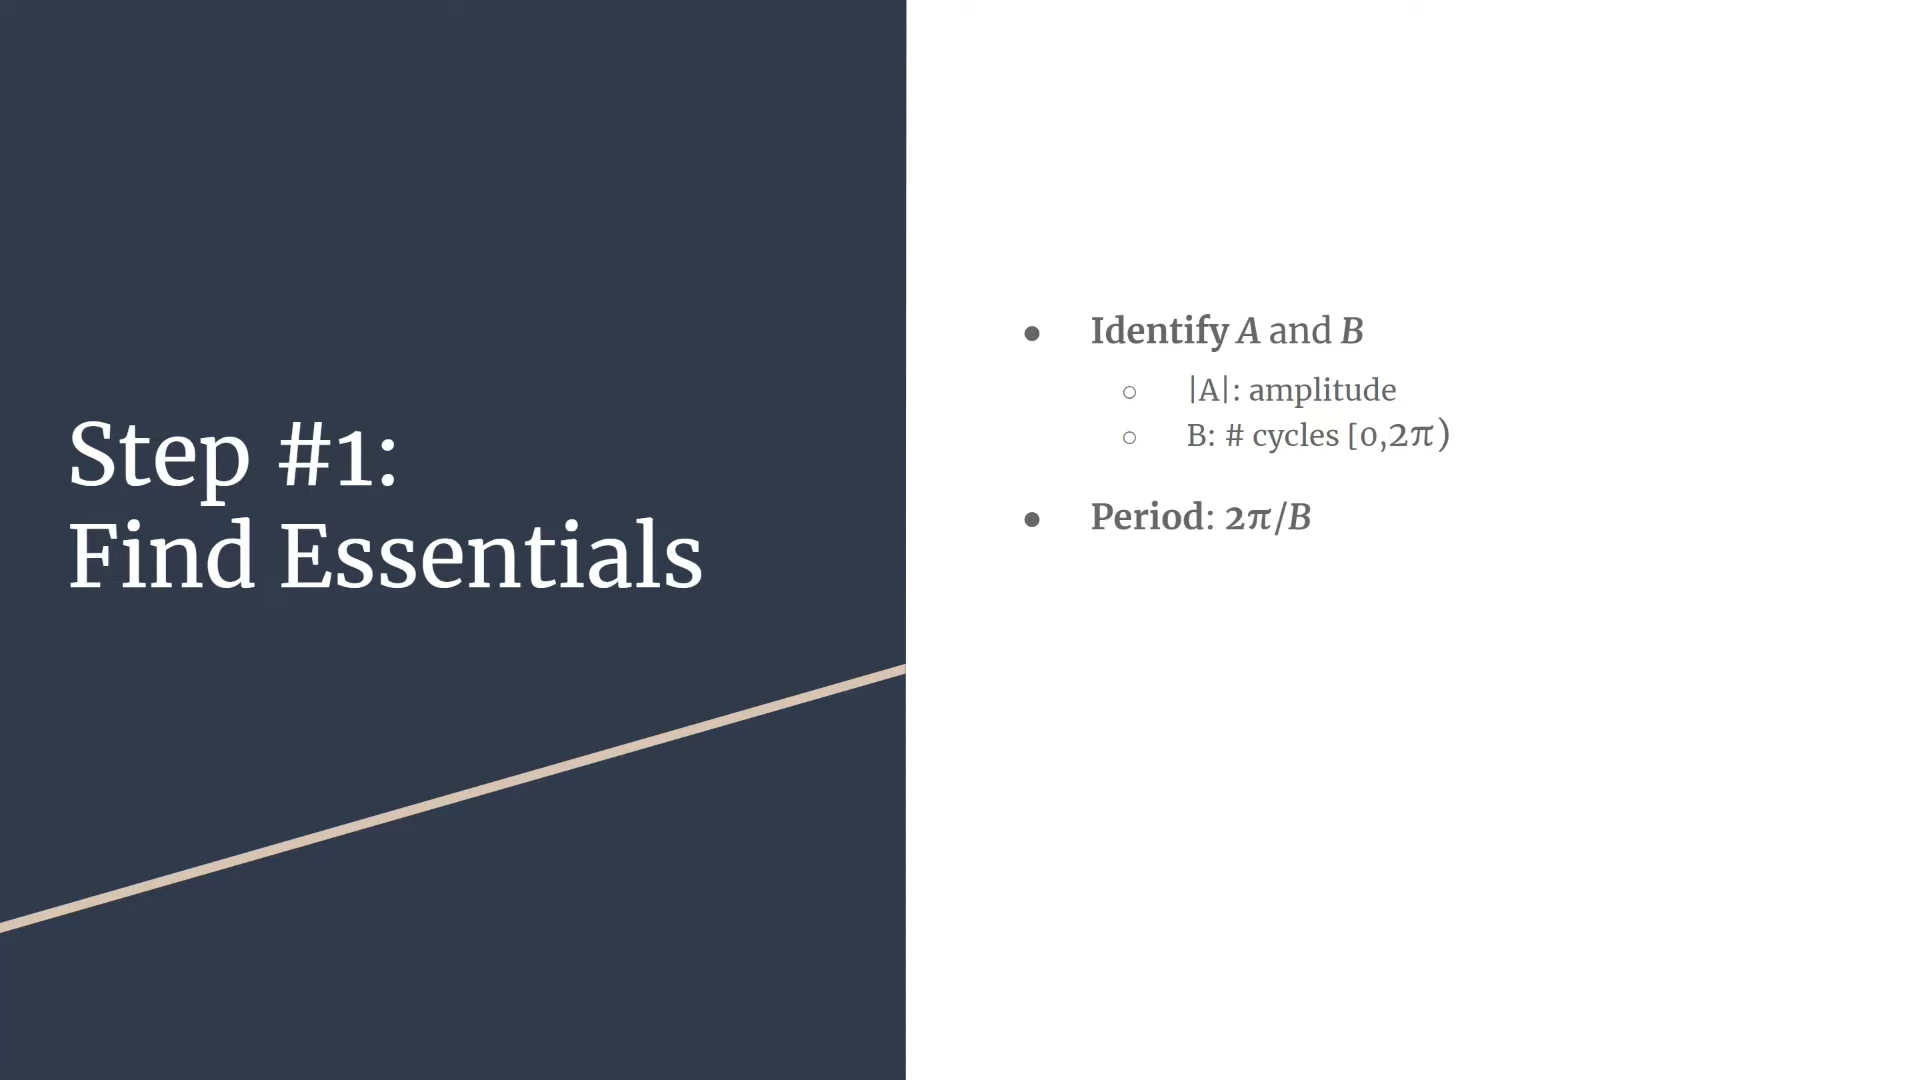 Step #1:
Find Essentials
● Identify A and B
○ |A|: amplitude
○ B: # cycles [0,2π)
● Period: 2π/B